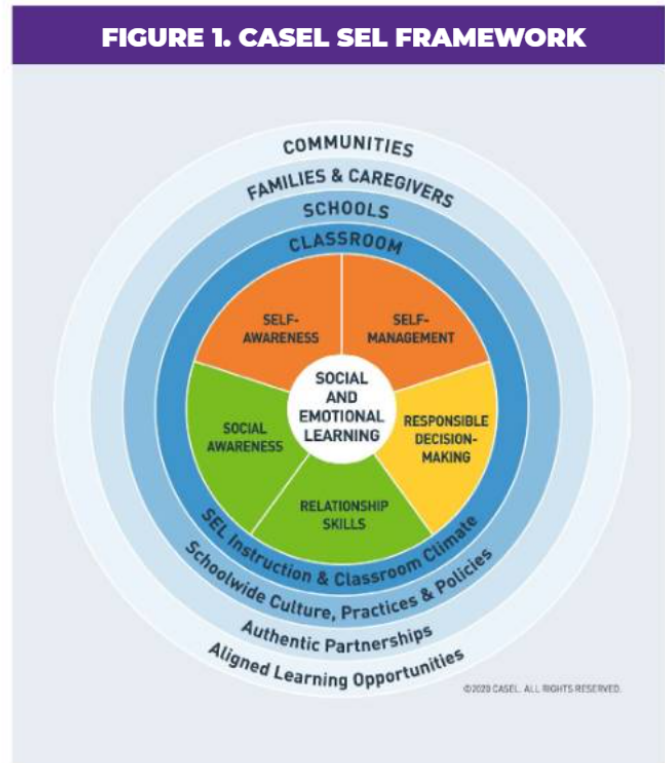 FIGURE 1. CASEL SEL FRAMEWORK
COMMUNITIES
FAMILIES & CAREGIVERS
SCHOOLS
CLASSROOM
SELF-
AWARENESS
SELF-
MANAGEMENT
SOCIAL
AND
EMOTIONAL
LEARNING
SOCIAL
AWARENESS
RESPONSIBLE
DECISION-
MAKING
RELATIONSHIP
SKILLS
SEL Instruction & Classroom Climate
Schoolwide Culture, Practices & Policies
Authentic Partnerships
Aligned Learning Opportunities
©2020 CASEL. ALL RIGHTS RESERVED.